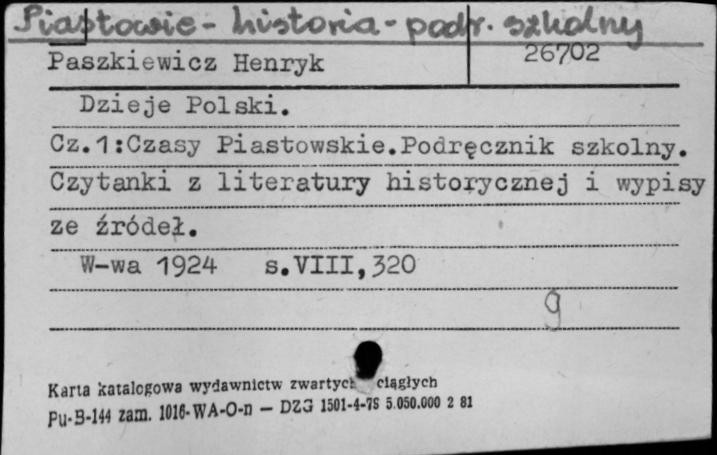 Piastowie - historia - podr. szkolny
Paszkiewicz Henryk
26702
Dzieje Polski.
Cz.1:Czasy Piastowskie.Podręcznik szkolny.
Czytanki z literatury historycznej i wypisy
ze źródeł.
W-wa 1924 s.VIII,320
g
Karta katalogowa wydawnictw zwartych ciągłych
Pu-B-144 zam. 1016-WA-O-n — DZG 1501-4-7S 5.050.000 2 81